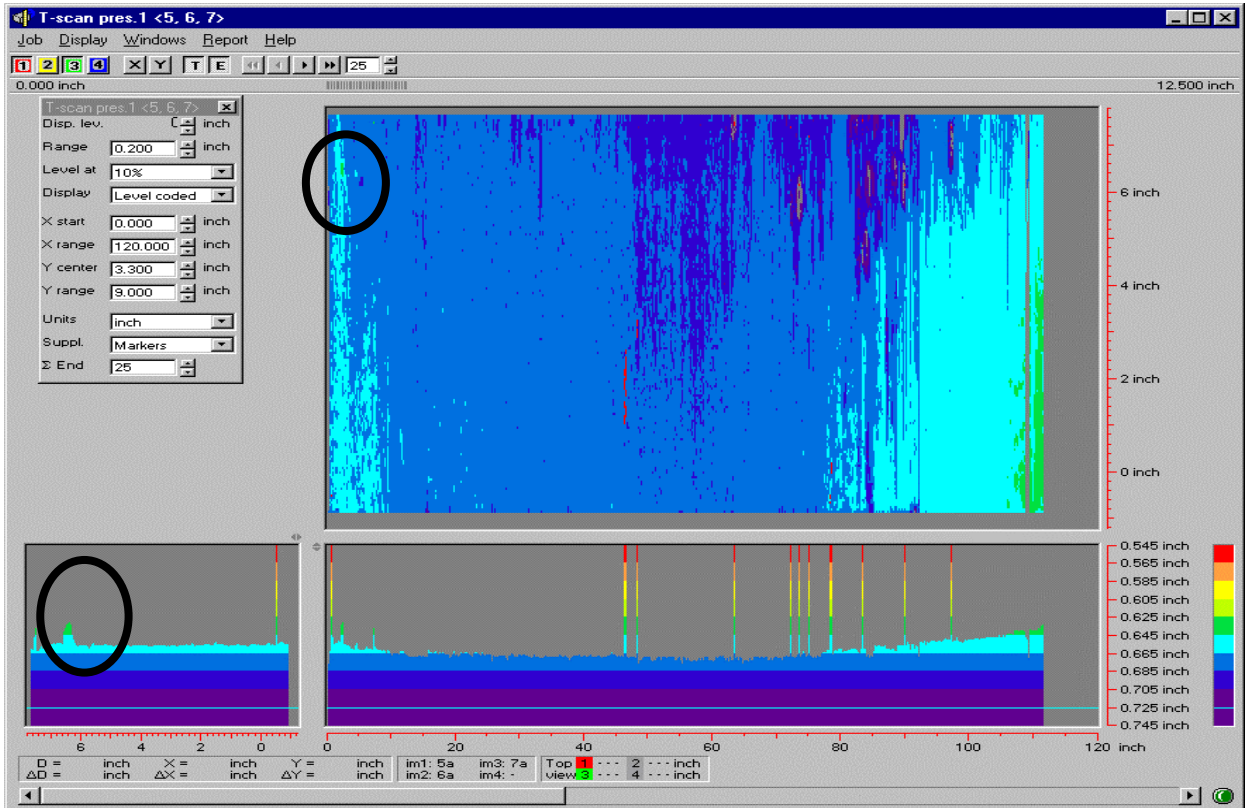 T-scan pres.1 <5, 6, 7>
Job Display Windows Report Help
1 2 3 4 X Y T E 25
0.000 inch 12.500 inch
T-scan pres.1 <5, 6, 7>
Disp. lev. inch
Range 0.200 inch
Level at 10%
Display Level coded
X start 0.000 inch
X range 120.000 inch
Y center 3.300 inch
Y range 9.000 inch
Units inch
Suppl. Markers
Σ End 25
6 inch
4 inch
2 inch
0 inch
0.545 inch
0.565 inch
0.585 inch
0.605 inch
0.625 inch
0.645 inch
0.665 inch
0.685 inch
0.705 inch
0.725 inch
0.745 inch
6 4 2 0
0 20 40 60 80 100 120 inch
D = inch X = inch Y = inch im1: 5a im3: 7a Top 1 - - - 2 - - - inch
ΔD = inch ΔX = inch ΔY = inch im2: 6a im4: - view 3 - - - 4 - - - inch